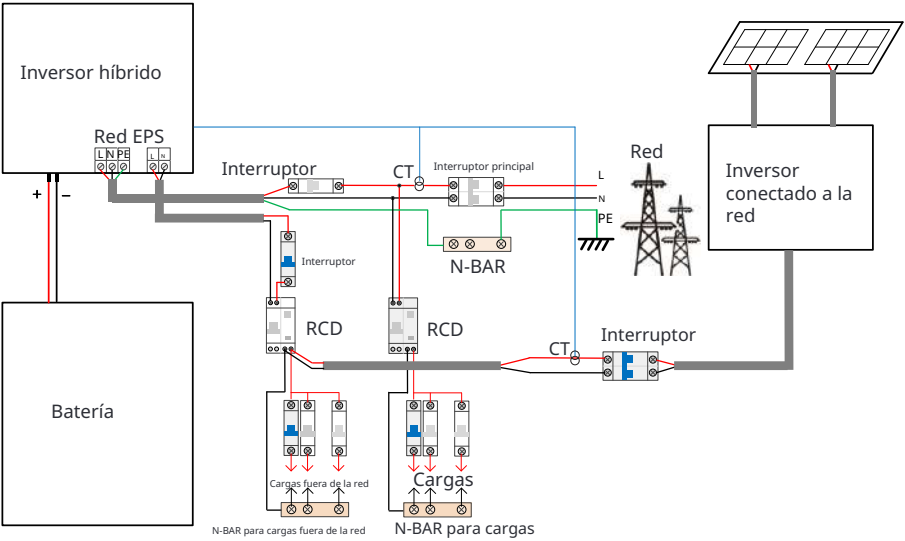 Inversor híbrido
Red EPS
L N PE
L N
+ –
Interruptor
CT
Interruptor principal
L
N
PE
Red
Inversor
conectado a la
red
N-BAR
Interruptor
RCD
RCD
CT
Interruptor
Batería
Cargas fuera de la red
Cargas
N-BAR para cargas fuera de la red
N-BAR para cargas